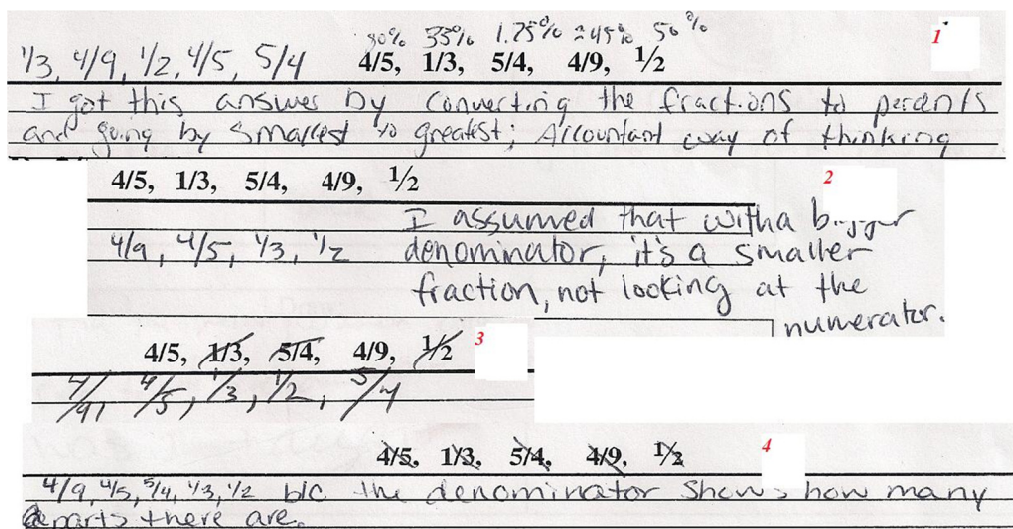 80% 33% 1.25% ≈45% 50% 1
1/3, 4/9, 1/2, 4/5, 5/4 4/5, 1/3, 5/4, 4/9, ½
I got this answer by converting the fractions to percents
and going by smallest to greatest; Accountant way of thinking
4/5, 1/3, 5/4, 4/9, ½ 2
I assumed that with a bigger
4/9, 4/5, 1/3, 1/2 denominator, it's a smaller
fraction, not looking at the
numerator.
4/5, 1/3, 5/4, 4/9, ½ 3
4/9, 4/5, 1/3, 1/2, 5/4
4/5, 1/3, 5/4, 4/9, ½ 4
4/9, 4/5, 5/4, 1/3, 1/2 b/c the denominator shows how many
parts there are.